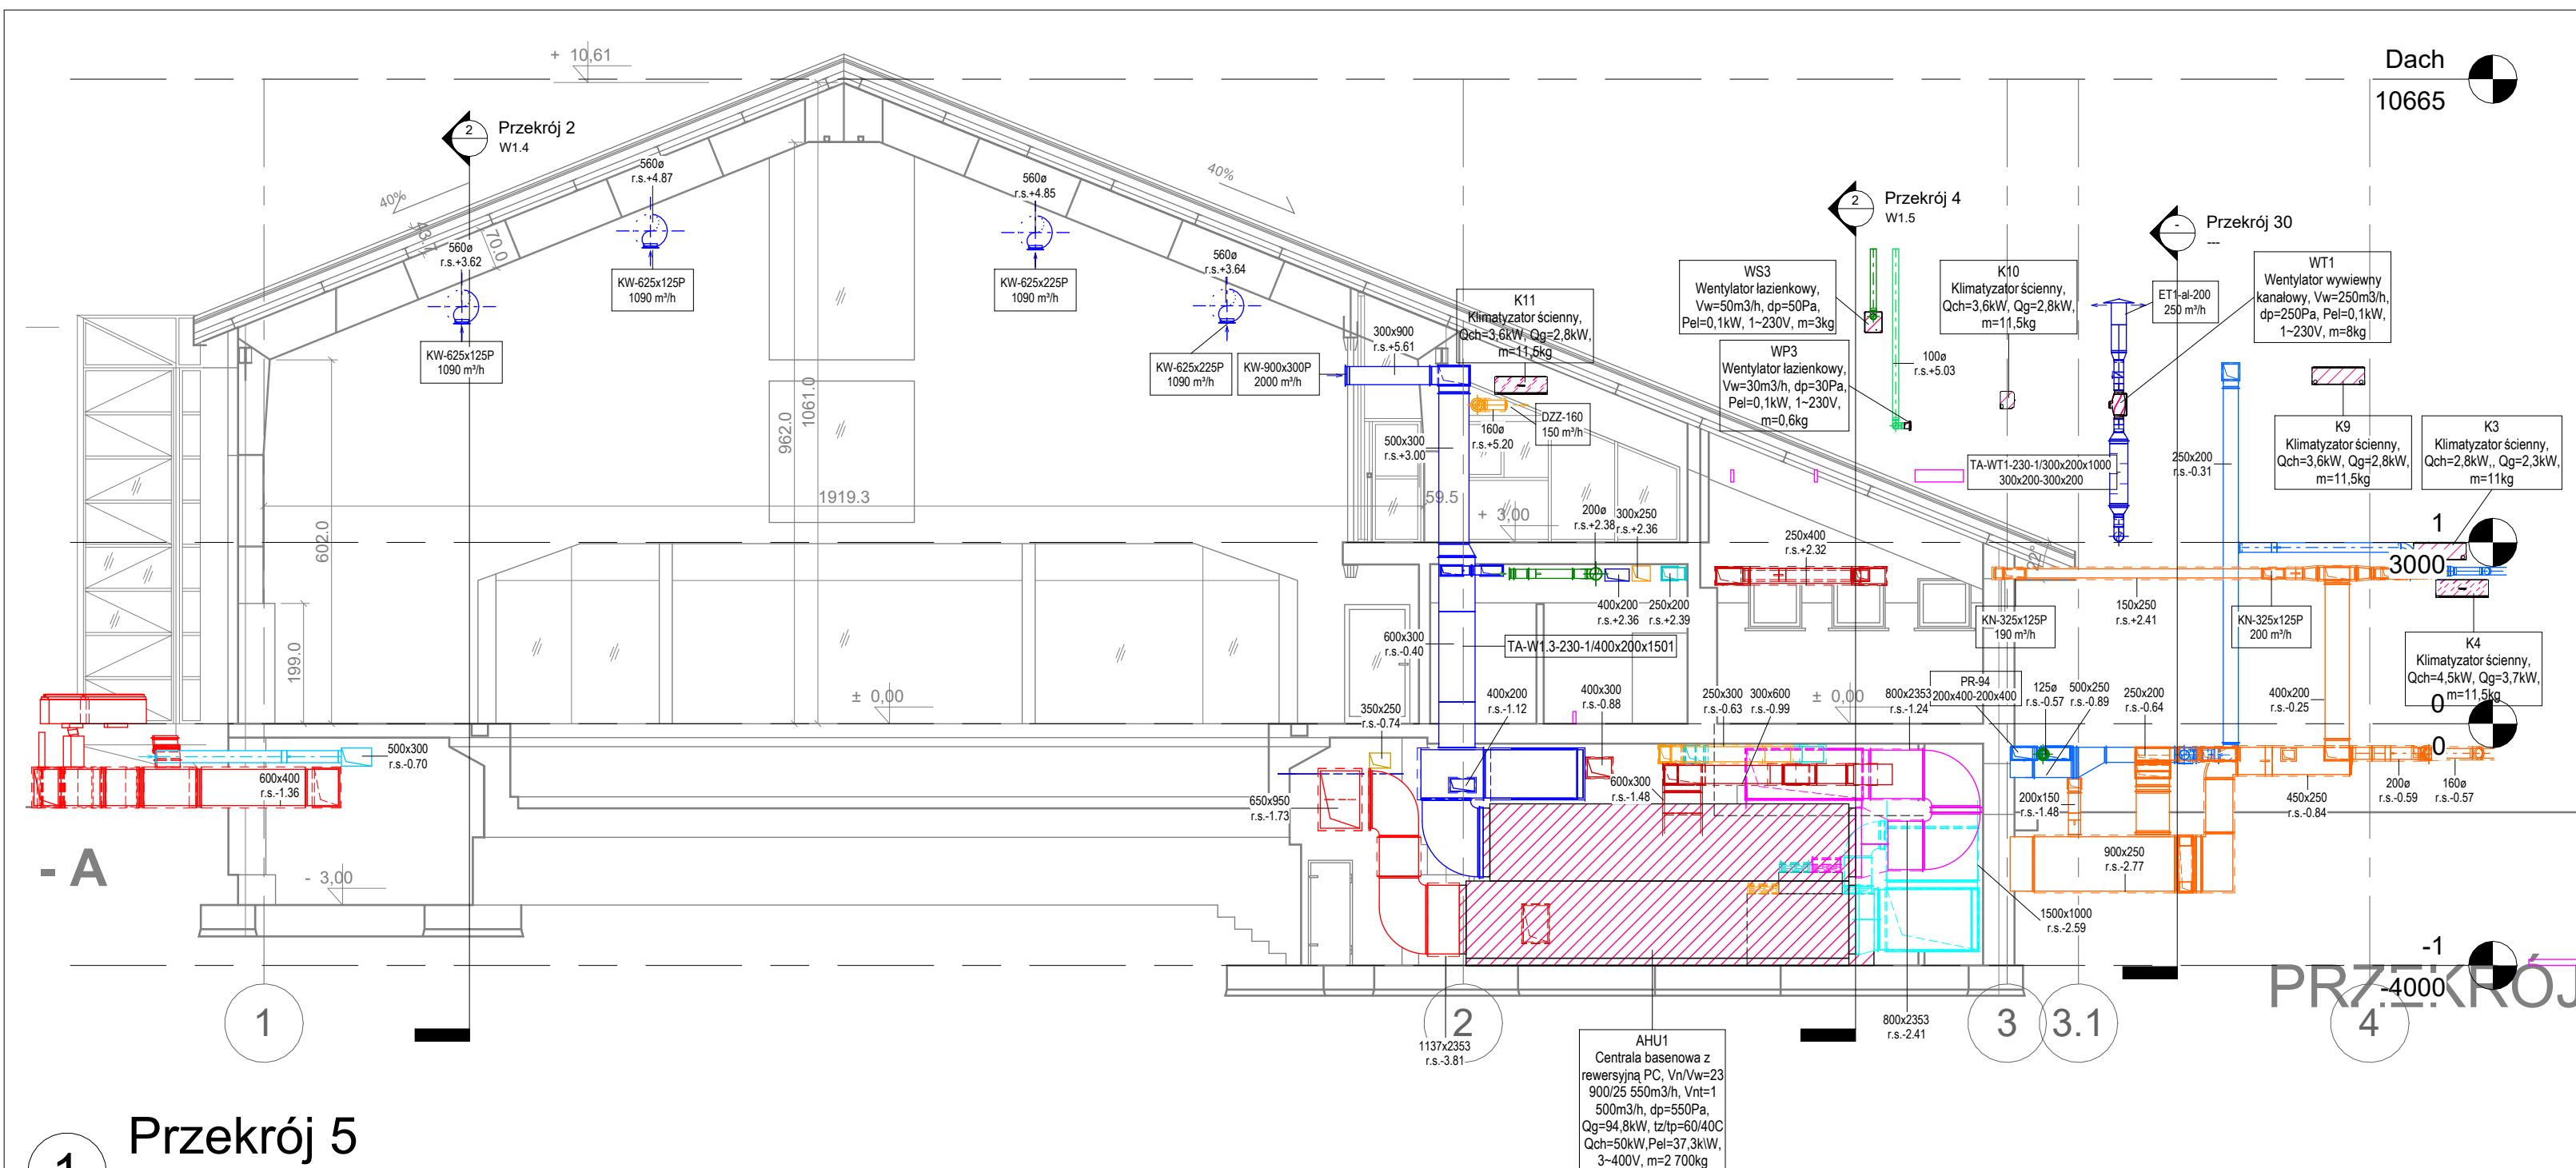 + 10,61
Dach
10665
2
Przekrój 2
W1.4
560ø
r.s.+4.87
560ø
r.s.+4.85
40%
40%
70.0
560ø
r.s.+3.62
560ø
r.s.+3.64
KW-625x125P
1090 m³/h
KW-625x225P
1090 m³/h
KW-625x125P
1090 m³/h
KW-625x225P
1090 m³/h
KW-900x300P
2000 m³/h
300x900
r.s.+5.61
K11
Klimatyzator ścienny,
Qch=3,6kW, Qg=2,8kW,
m=11,5kg
2
Przekrój 4
W1.5
-
Przekrój 30
---
WS3
Wentylator łazienkowy,
Vw=50m3/h, dp=50Pa,
Pel=0,1kW, 1~230V, m=3kg
WP3
Wentylator łazienkowy,
Vw=30m3/h, dp=30Pa,
Pel=0,1kW, 1~230V,
m=0,6kg
K10
Klimatyzator ścienny,
Qch=3,6kW, Qg=2,8kW,
m=11,5kg
ET1-al-200
250 m³/h
WT1
Wentylator wywiewny
kanałowy, Vw=250m3/h,
dp=250Pa, Pel=0,1kW,
1~230V, m=8kg
100ø
r.s.+5.03
DZZ-160
150 m³/h
160ø
r.s.+5.20
500x300
r.s.+3.00
K9
Klimatyzator ścienny,
Qch=3,6kW, Qg=2,8kW,
m=11,5kg
K3
Klimatyzator ścienny,
Qch=2,8kW,, Qg=2,3kW,
m=11kg
TA-WT1-230-1/300x200x1000
300x200-300x200
250x200
r.s.-0.31
962.0
1061.0
1919.3
59.5
602.0
199.0
+ 3,00
200ø
r.s.+2.38
300x250
r.s.+2.36
250x400
r.s.+2.32
22°
1
3000
400x200
r.s.+2.36
250x200
r.s.+2.39
150x250
r.s.+2.41
KN-325x125P
190 m³/h
KN-325x125P
200 m³/h
K4
Klimatyzator ścienny,
Qch=4,5kW, Qg=3,7kW,
m=11,5kg
600x300
r.s.-0.40
TA-W1.3-230-1/400x200x1501
± 0,00
± 0,00
350x250
r.s.-0.74
400x200
r.s.-1.12
400x300
r.s.-0.88
250x300
r.s.-0.63
300x600
r.s.-0.99
800x2353
r.s.-1.24
PR-94
200x400-200x400
125ø
r.s.-0.57
500x250
r.s.-0.89
250x200
r.s.-0.64
400x200
r.s.-0.25
0
0
500x300
r.s.-0.70
600x400
r.s.-1.36
650x950
r.s.-1.73
600x300
r.s.-1.48
200x150
r.s.-1.48
450x250
r.s.-0.84
200ø
r.s.-0.59
160ø
r.s.-0.57
- A
- 3,00
900x250
r.s.-2.77
1500x1000
r.s.-2.59
-1
-4000
PRZEKRÓJ
1
2
3
3.1
4
1137x2353
r.s.-3.81
800x2353
r.s.-2.41
AHU1
Centrala basenowa z
rewersyjną PC, Vn/Vw=23
900/25 550m3/h, Vnt=1
500m3/h, dp=550Pa,
Qg=94,8kW, tz/tp=60/40C
Qch=50kW,Pel=37,3kW,
3~400V, m=2 700kg
Przekrój 5
1